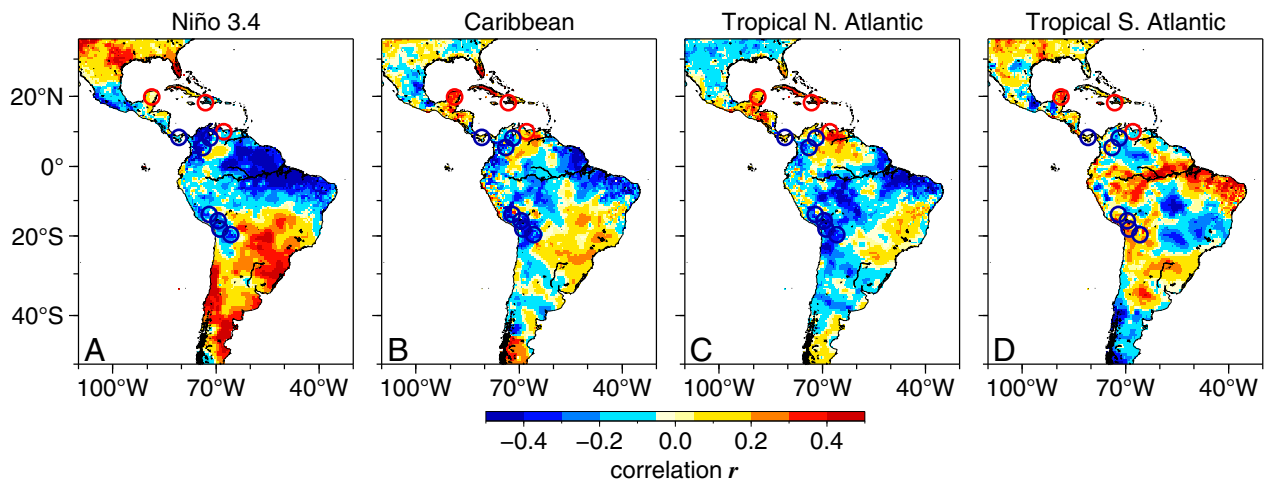 Niño 3.4 Caribbean Tropical N. Atlantic Tropical S. Atlantic
20°N
0°
20°S
40°S
A B C D
100°W 70°W 40°W 100°W 70°W 40°W 100°W 70°W 40°W 100°W 70°W 40°W
−0.4 −0.2 0.0 0.2 0.4
correlation r